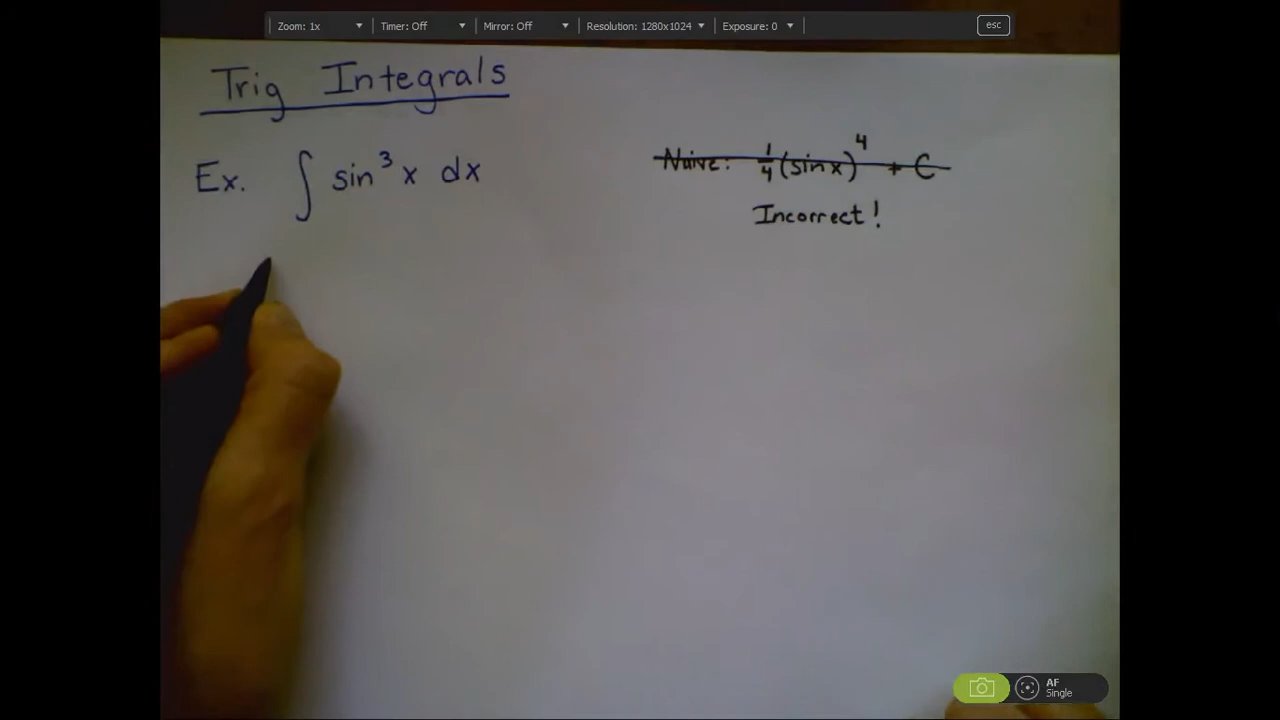 Zoom: 1x Timer: Off Mirror: Off Resolution: 1280x1024 Exposure: 0 esc
Trig Integrals
Ex. ∫ sin³ x dx
Naive: 1/4 (sin x)⁴ + C
Incorrect!
AF
Single